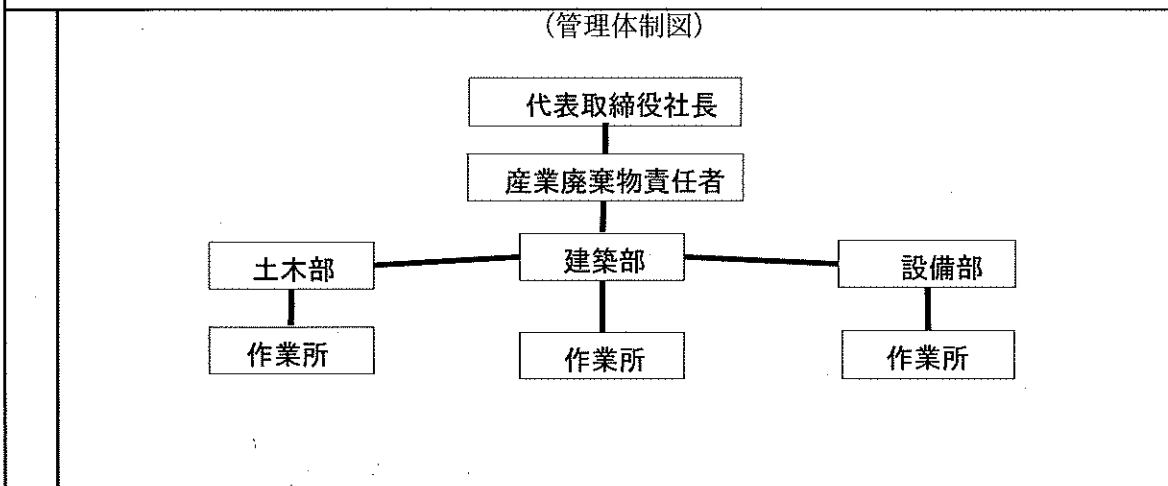 (管理体制図)
代表取締役社長
産業廃棄物責任者
土木部
建築部
設備部
作業所
作業所
作業所